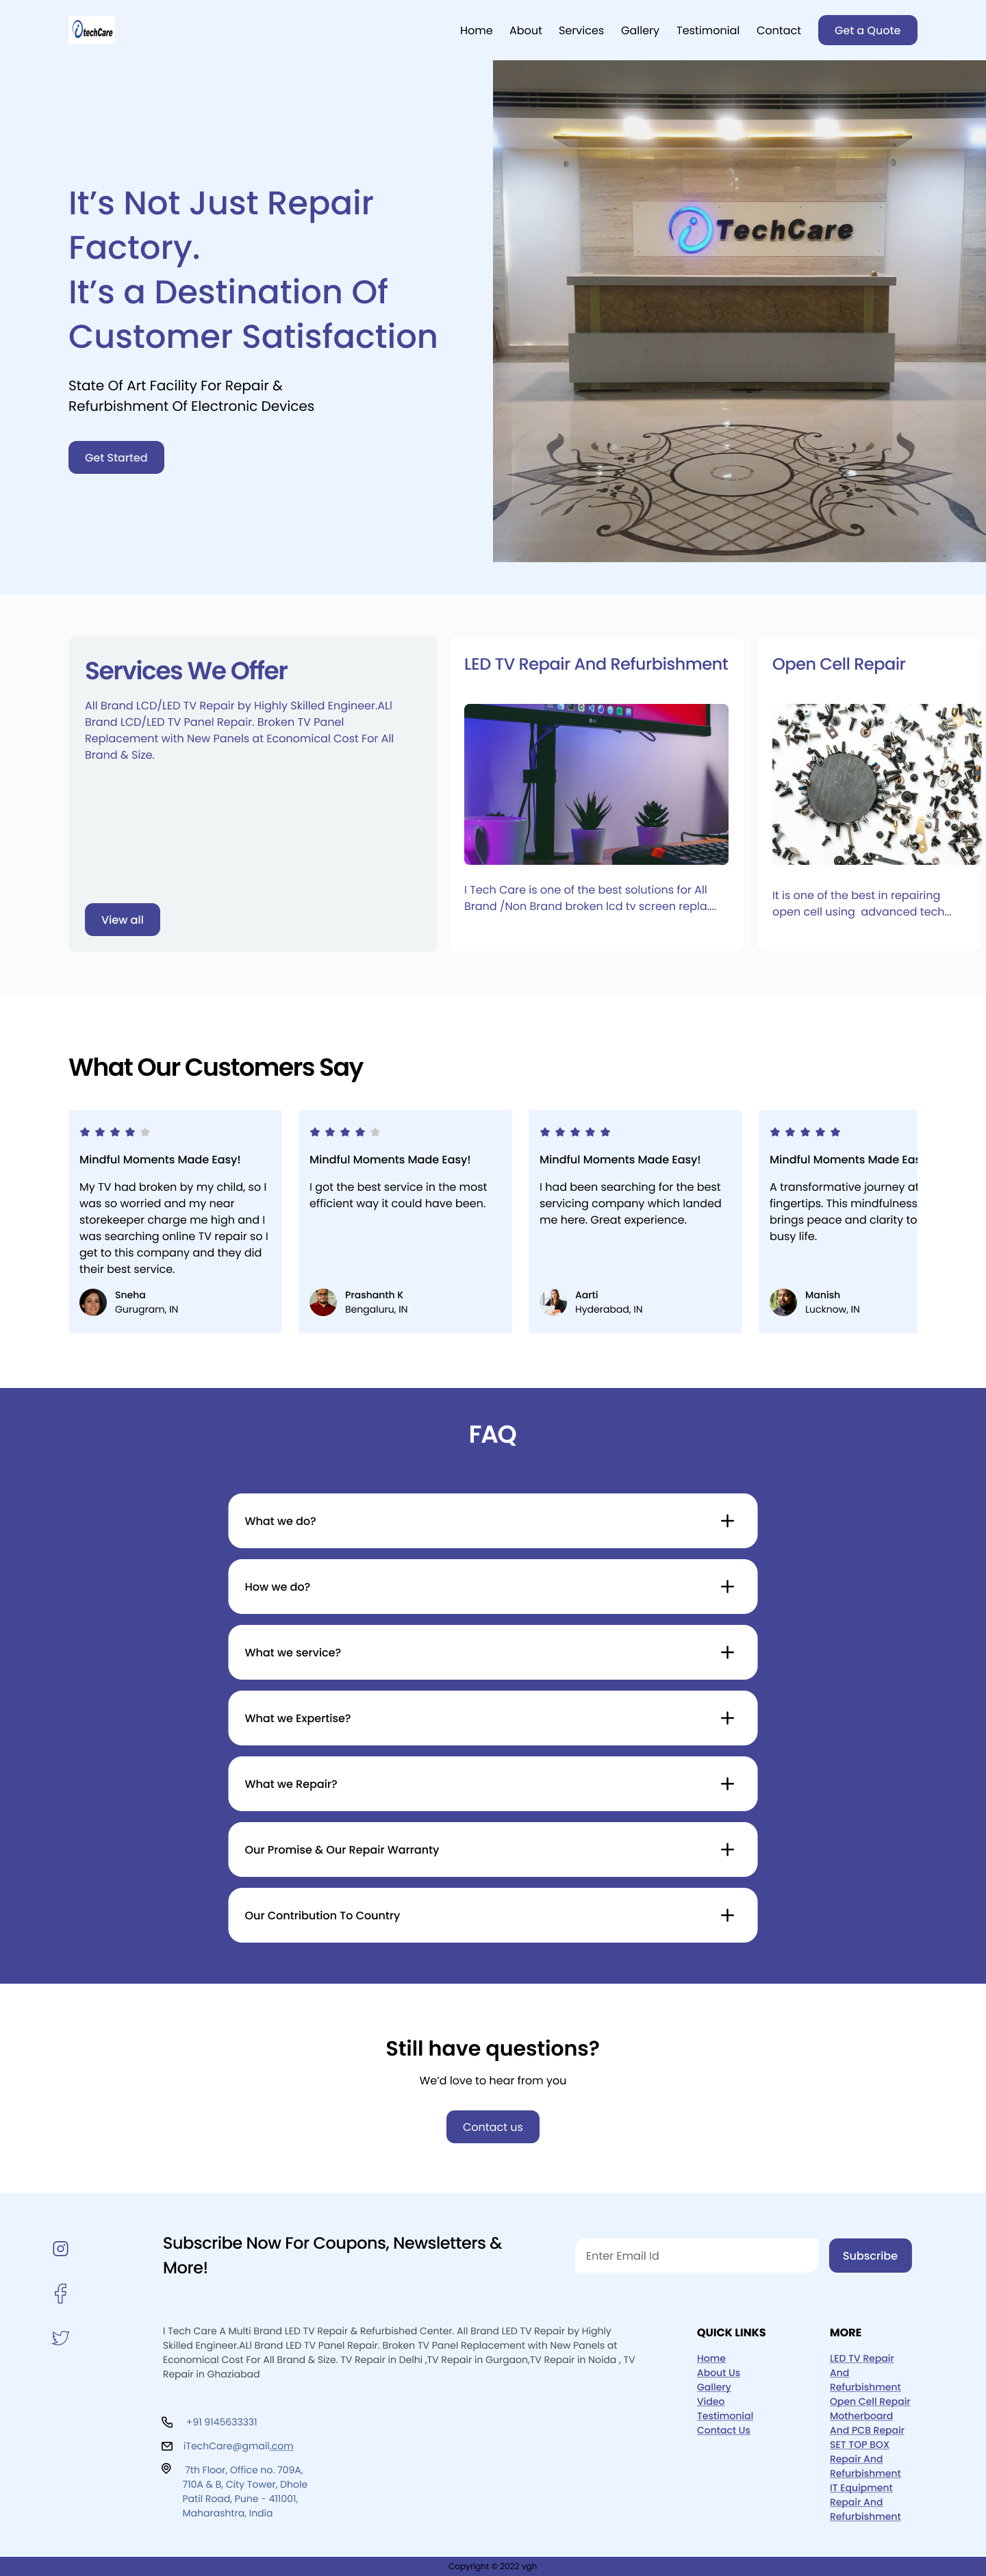 iTechCare
Home About Services Gallery Testimonial Contact Get a Quote
iTechCare
It’s Not Just Repair
Factory.
It’s a Destination Of
Customer Satisfaction
State Of Art Facility For Repair &
Refurbishment Of Electronic Devices
Get Started
Services We Offer
All Brand LCD/LED TV Repair by Highly Skilled Engineer.ALl
Brand LCD/LED TV Panel Repair. Broken TV Panel
Replacement with New Panels at Economical Cost For All
Brand & Size.
View all
LED TV Repair And Refurbishment
I Tech Care is one of the best solutions for All
Brand /Non Brand broken lcd tv screen repla....
Open Cell Repair
It is one of the best in repairing
open cell using advanced tech...
What Our Customers Say
Mindful Moments Made Easy!
My TV had broken by my child, so I
was so worried and my near
storekeeper charge me high and I
was searching online TV repair so I
get to this company and they did
their best service.
Sneha
Gurugram, IN
Mindful Moments Made Easy!
I got the best service in the most
efficient way it could have been.
Prashanth K
Bengaluru, IN
Mindful Moments Made Easy!
I had been searching for the best
servicing company which landed
me here. Great experience.
Aarti
Hyderabad, IN
Mindful Moments Made Eas
A transformative journey at
fingertips. This mindfulness
brings peace and clarity to
busy life.
Manish
Lucknow, IN
FAQ
What we do?
How we do?
What we service?
What we Expertise?
What we Repair?
Our Promise & Our Repair Warranty
Our Contribution To Country
Still have questions?
We’d love to hear from you
Contact us
Subscribe Now For Coupons, Newsletters &
More!
Enter Email Id
Subscribe
I Tech Care A Multi Brand LED TV Repair & Refurbished Center. All Brand LED TV Repair by Highly
Skilled Engineer.ALl Brand LED TV Panel Repair. Broken TV Panel Replacement with New Panels at
Economical Cost For All Brand & Size. TV Repair in Delhi ,TV Repair in Gurgaon,TV Repair in Noida , TV
Repair in Ghaziabad
+91 9145633331
iTechCare@gmail.com
7th Floor, Office no. 709A,
710A & B, City Tower, Dhole
Patil Road, Pune - 411001,
Maharashtra, India
QUICK LINKS
Home
About Us
Gallery
Video
Testimonial
Contact Us
MORE
LED TV Repair
And
Refurbishment
Open Cell Repair
Motherboard
And PCB Repair
SET TOP BOX
Repair And
Refurbishment
IT Equipment
Repair And
Refurbishment
Copyright © 2022 vgh